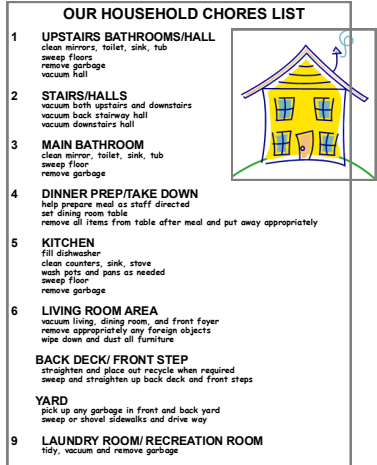 OUR HOUSEHOLD CHORES LIST
1 UPSTAIRS BATHROOMS/HALL
clean mirrors, toilet, sink, tub
sweep floors
remove garbage
vacuum hall
2 STAIRS/HALLS
vacuum both upstairs and downstairs
vacuum back stairway hall
vacuum downstairs hall
3 MAIN BATHROOM
clean mirror, toilet, sink, tub
sweep floor
remove garbage
4 DINNER PREP/TAKE DOWN
help prepare meal as staff directed
set dining room table
remove all items from table after meal and put away appropriately
5 KITCHEN
fill dishwasher
clean counters, sink, stove
wash pots and pans as needed
sweep floor
remove garbage
6 LIVING ROOM AREA
vacuum living, dining room, and front foyer
remove appropriately any foreign objects
wipe down and dust all furniture
BACK DECK/ FRONT STEP
straighten and place out recycle when required
sweep and straighten up back deck and front steps
YARD
pick up any garbage in front and back yard
sweep or shovel sidewalks and drive way
9 LAUNDRY ROOM/ RECREATION ROOM
tidy, vacuum and remove garbage